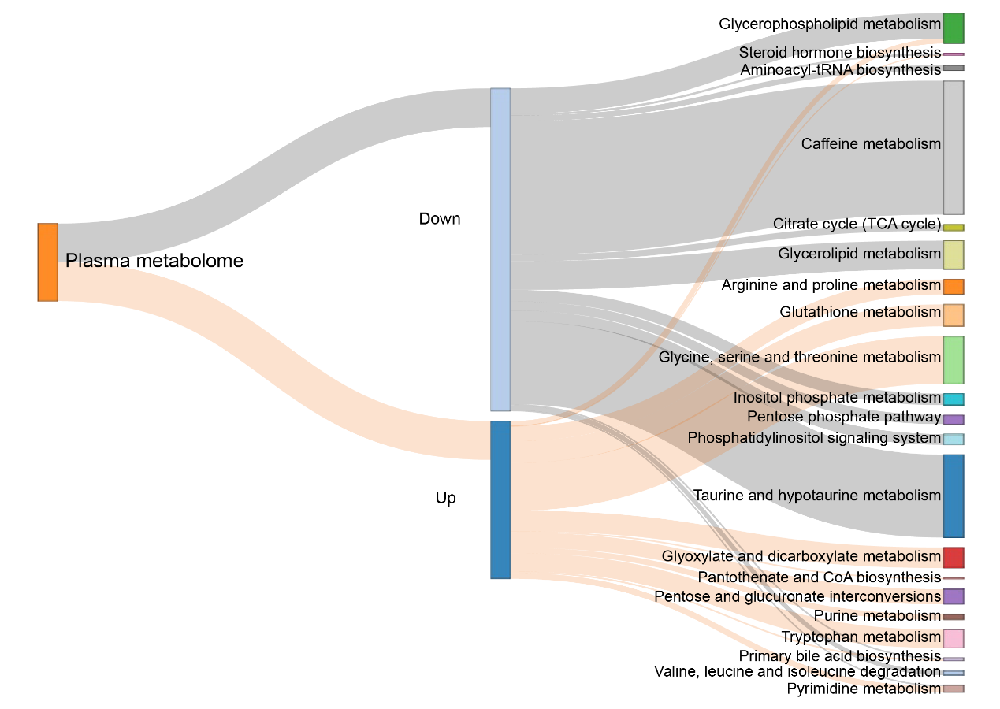 Plasma metabolome
Down
Up
Glycerophospholipid metabolism
Steroid hormone biosynthesis
Aminoacyl-tRNA biosynthesis
Caffeine metabolism
Citrate cycle (TCA cycle)
Glycerolipid metabolism
Arginine and proline metabolism
Glutathione metabolism
Glycine, serine and threonine metabolism
Inositol phosphate metabolism
Pentose phosphate pathway
Phosphatidylinositol signaling system
Taurine and hypotaurine metabolism
Glyoxylate and dicarboxylate metabolism
Pantothenate and CoA biosynthesis
Pentose and glucuronate interconversions
Purine metabolism
Tryptophan metabolism
Primary bile acid biosynthesis
Valine, leucine and isoleucine degradation
Pyrimidine metabolism